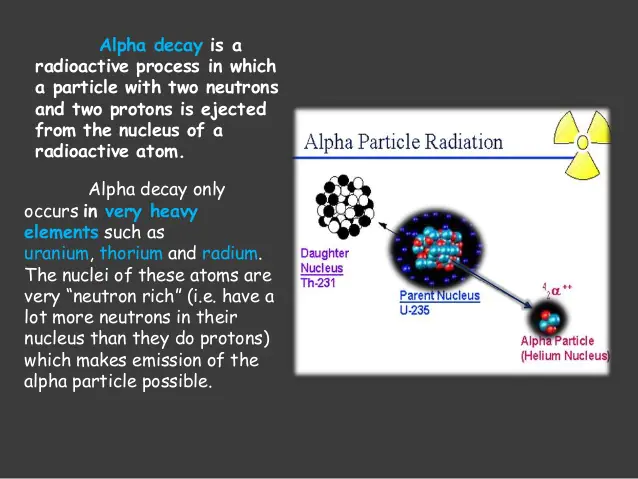 Alpha decay is a
radioactive process in which
a particle with two neutrons
and two protons is ejected
from the nucleus of a
radioactive atom.
Alpha decay only
occurs in very heavy
elements such as
uranium, thorium and radium.
The nuclei of these atoms are
very “neutron rich” (i.e. have a
lot more neutrons in their
nucleus than they do protons)
which makes emission of the
alpha particle possible.
Alpha Particle Radiation
Daughter
Nucleus
Th-231
Parent Nucleus
U-235
4 2 α ++
Alpha Particle
(Helium Nucleus)